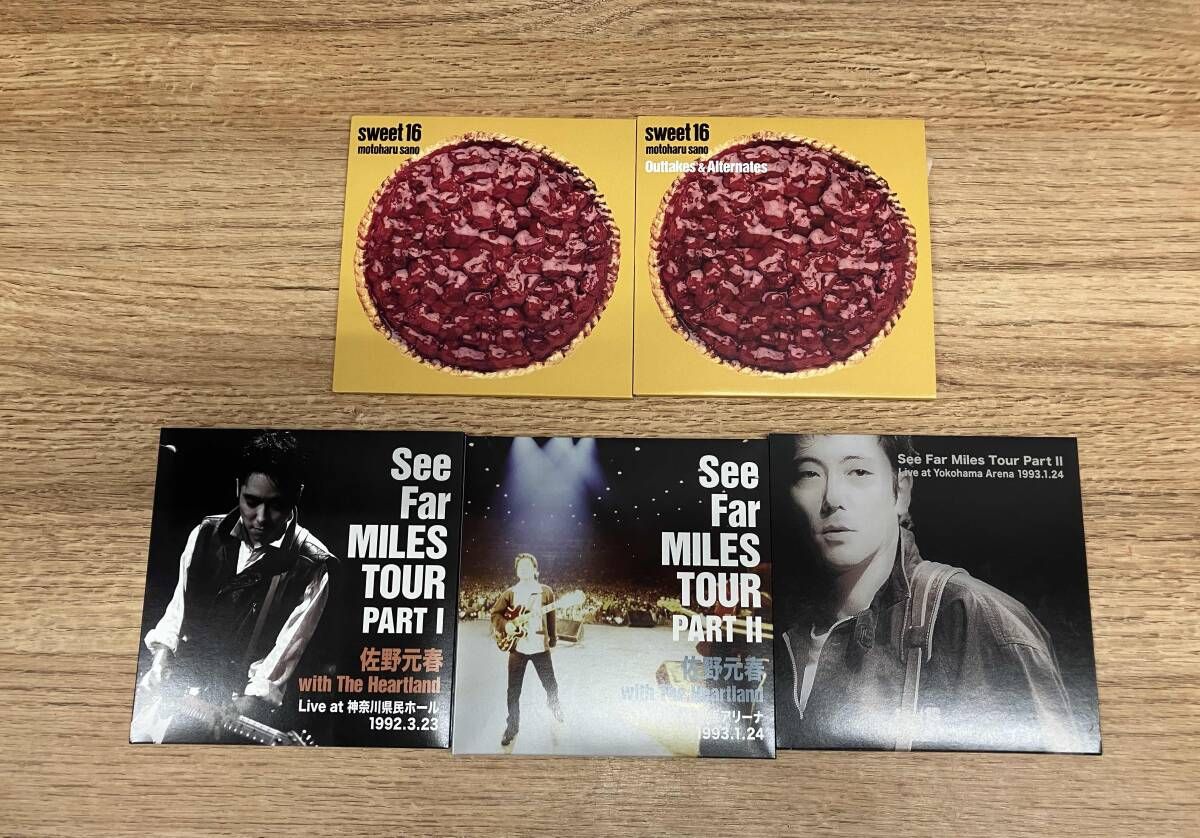 sweet 16
motoharu sano
sweet 16
motoharu sano
Outtakes & Alternates
See
Far
MILES
TOUR
PART I
佐野元春
with The Heartland
Live at 神奈川県民ホール
1992.3.23
See
Far
MILES
TOUR
PART II
佐野元春
with The Heartland
アリーナ
1993.1.24
See Far Miles Tour Part II
Live at Yokohama Arena 1993.1.24